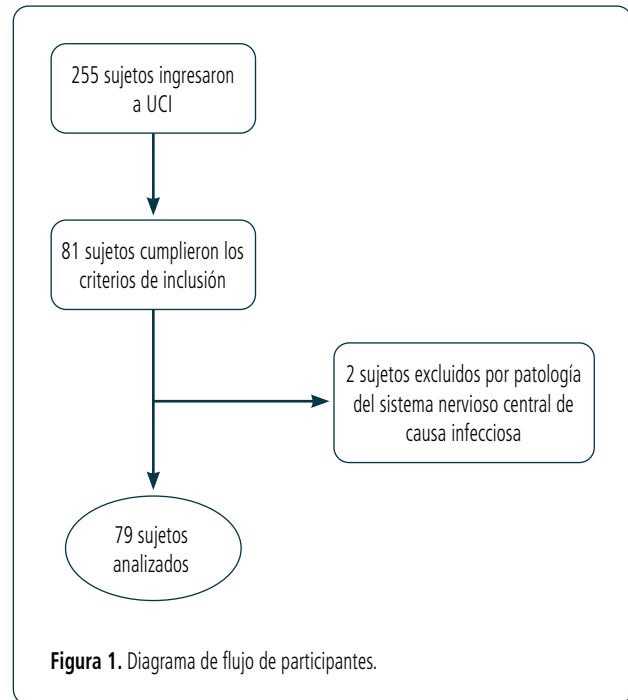 255 sujetos ingresaron
a UCI
81 sujetos cumplieron los
criterios de inclusión
2 sujetos excluidos por patología
del sistema nervioso central de
causa infecciosa
79 sujetos
analizados
Figura 1. Diagrama de flujo de participantes.